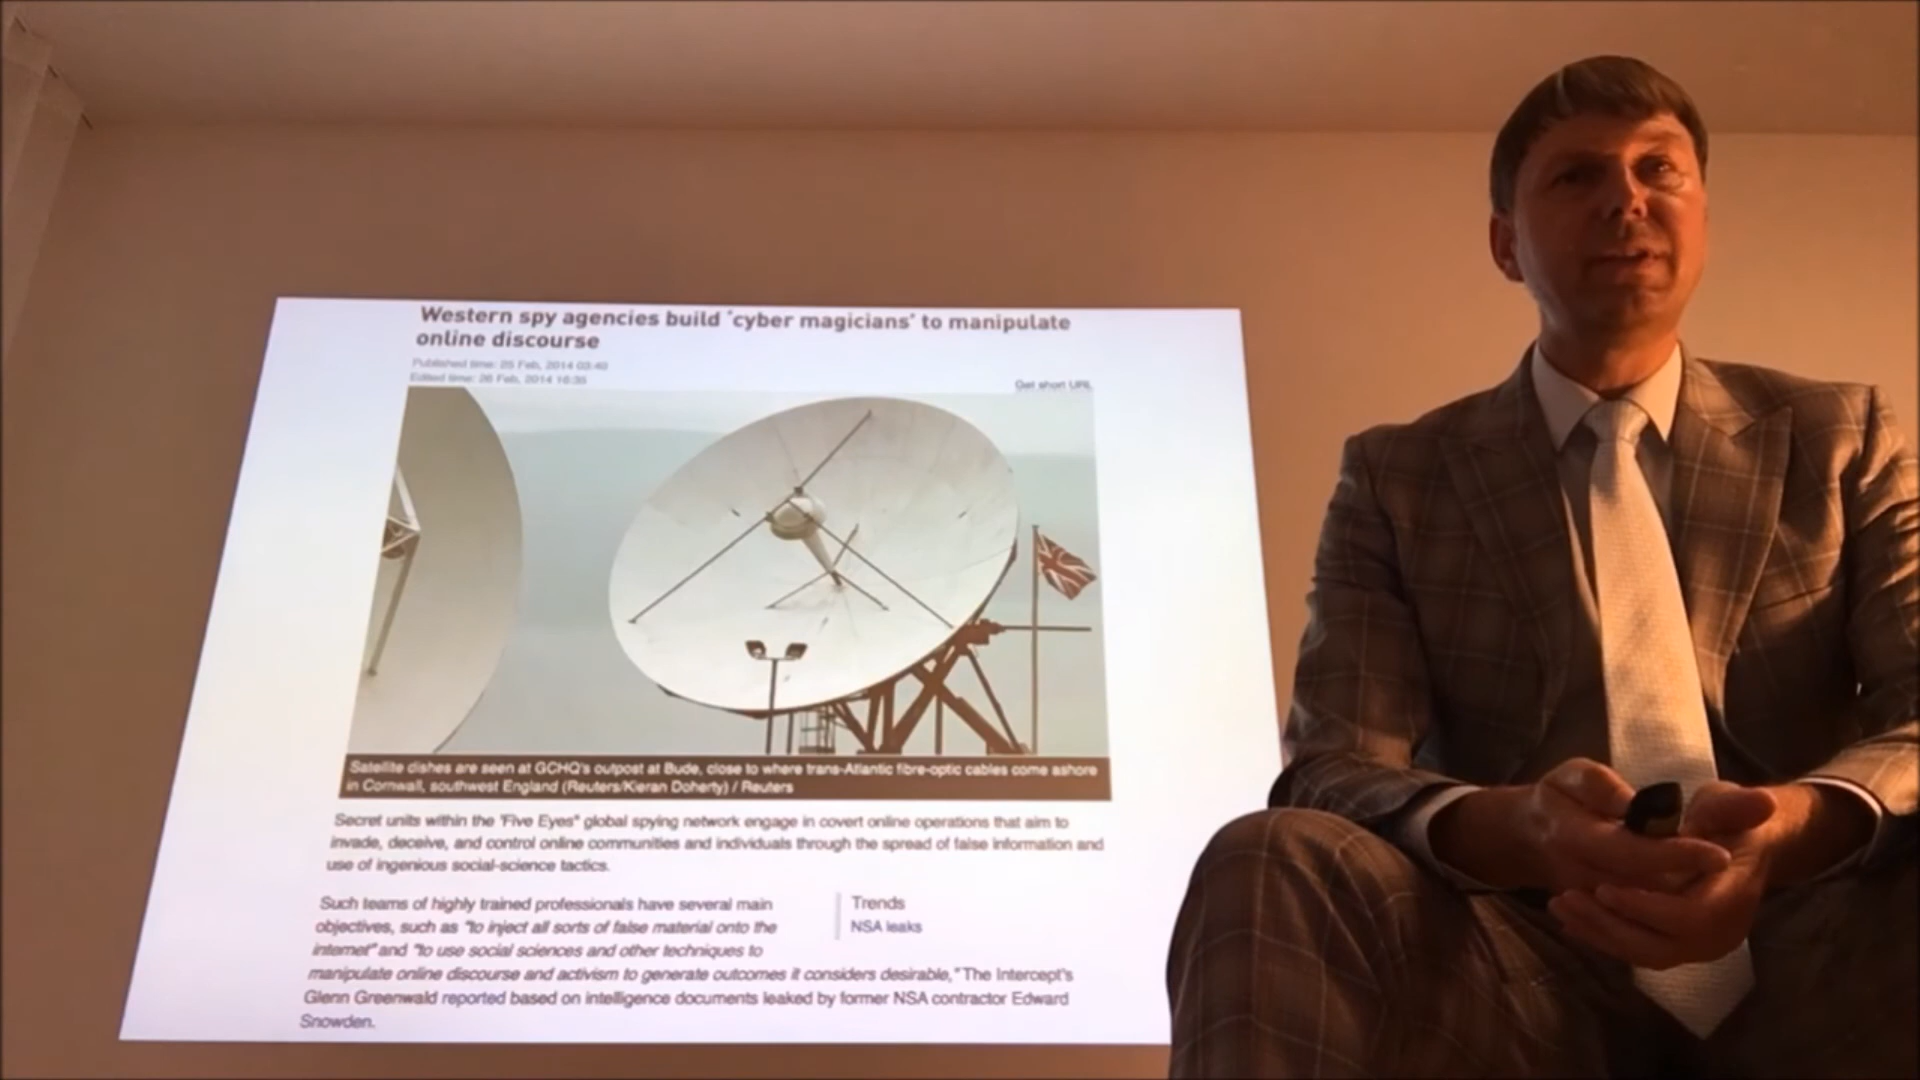 Western spy agencies build 'cyber magicians' to manipulate
online discourse
Published time: 25 Feb, 2014 03:49
Edited time: 26 Feb, 2014 16:35
Get short URL
Satellite dishes are seen at GCHQ's outpost at Bude, close to where trans-Atlantic fibre-optic cables come ashore
in Cornwall, southwest England (Reuters/Kieran Doherty) / Reuters
Secret units within the 'Five Eyes" global spying network engage in covert online operations that aim to
invade, deceive, and control online communities and individuals through the spread of false information and
use of ingenious social-science tactics.
Such teams of highly trained professionals have several main
objectives, such as "to inject all sorts of false material onto the
internet" and "to use social sciences and other techniques to
manipulate online discourse and activism to generate outcomes it considers desirable," The Intercept's
Glenn Greenwald reported based on intelligence documents leaked by former NSA contractor Edward
Snowden.
Trends
NSA leaks